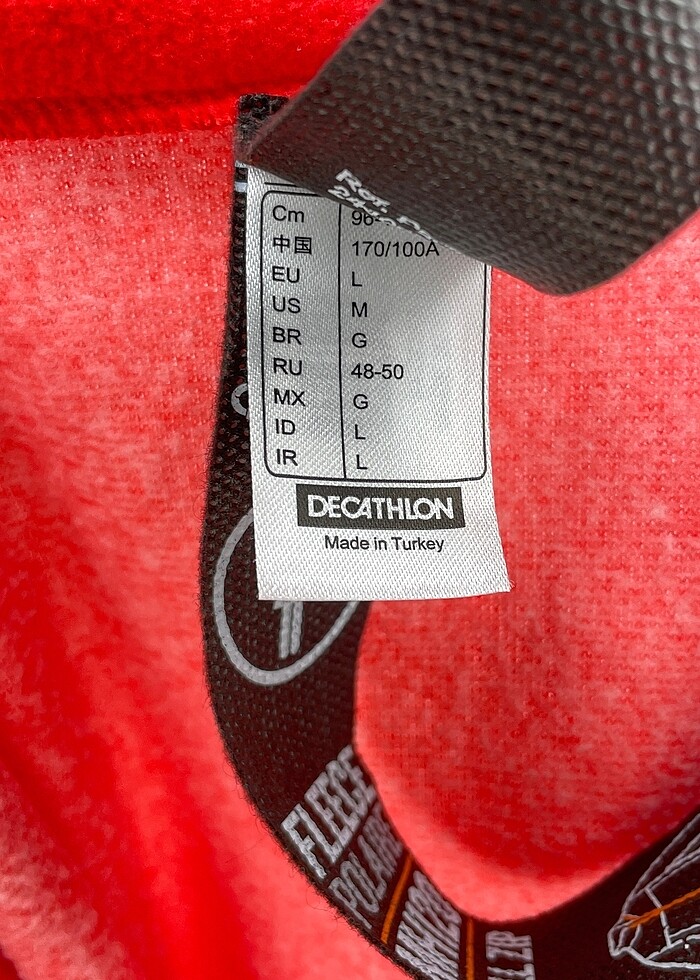 Cm 96-
中国 170/100A
EU L
US M
BR G
RU 48-50
MX G
ID L
IR L
DECATHLON
Made in Turkey
FLEECE